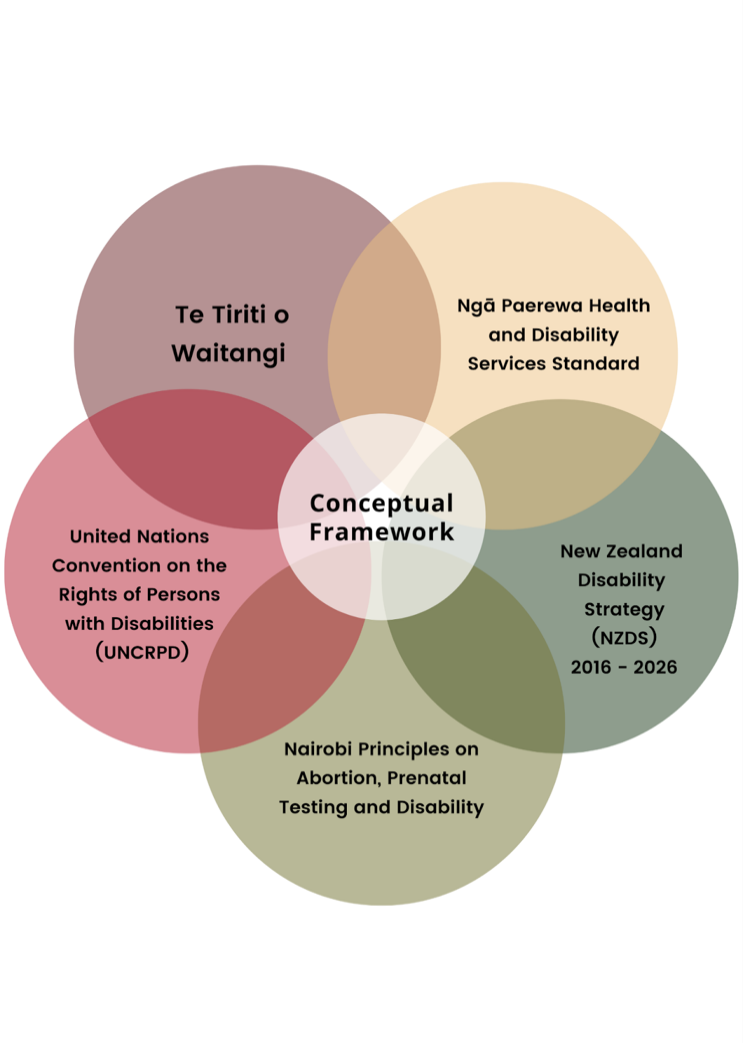 Te Tiriti o
Waitangi
Ngā Paerewa Health
and Disability
Services Standard
Conceptual
Framework
United Nations
Convention on the
Rights of Persons
with Disabilities
(UNCRPD)
New Zealand
Disability
Strategy
(NZDS)
2016 - 2026
Nairobi Principles on
Abortion, Prenatal
Testing and Disability